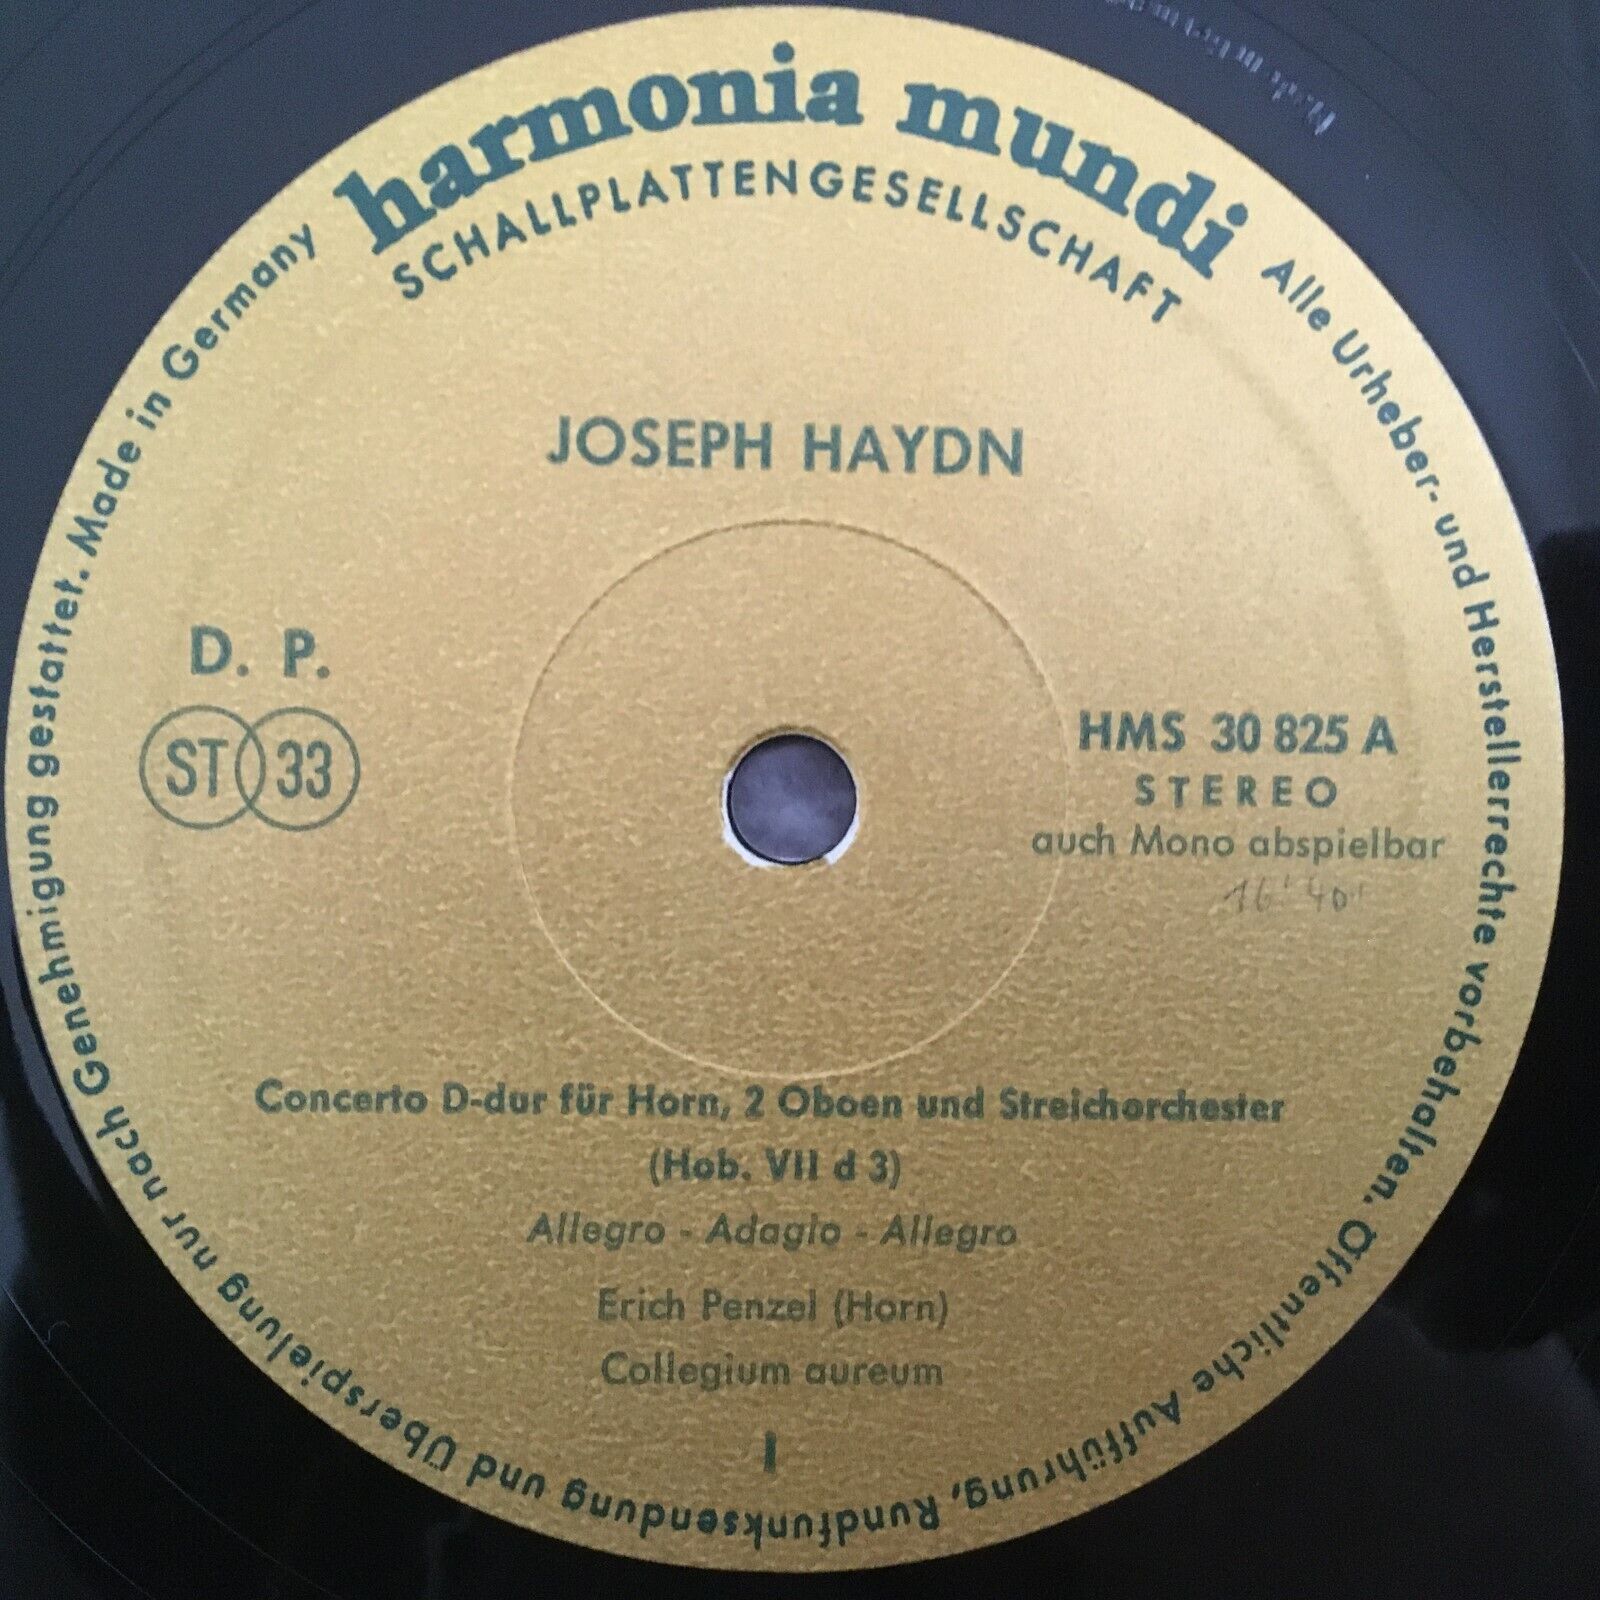 harmonia mundi
SCHALLPLATTENGESELLSCHAFT
JOSEPH HAYDN
D. P.
ST 33
HMS 30 825 A
STEREO
auch Mono abspielbar
16' 40''
Concerto D-dur für Horn, 2 Oboen und Streichorchester
(Hob. VII d 3)
Allegro - Adagio - Allegro
Erich Penzel (Horn)
Collegium aureum
I
Alle Urheber- und Herstellerrechte vorbehalten. Öffentliche Aufführung, Rundfunksendung und Überspielung nur nach Genehmigung gestattet. Made in Germany